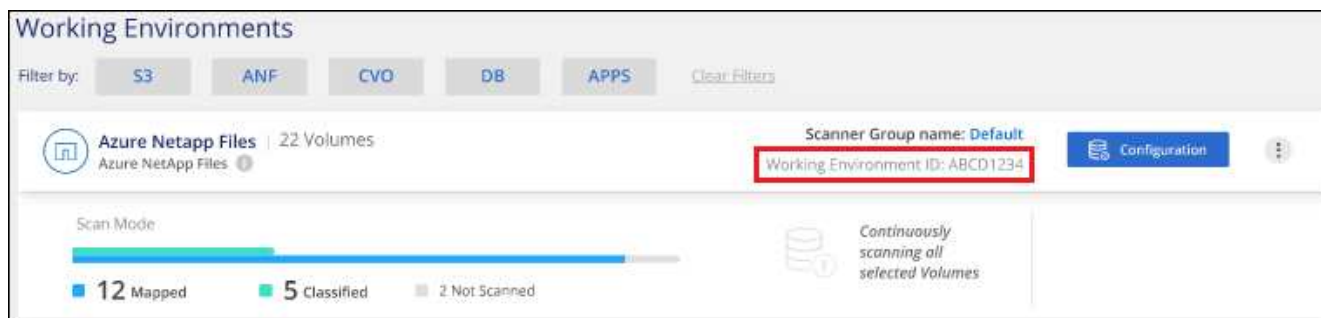 Working Environments
Filter by: S3 ANF CVO DB APPS Clear Filters
Azure Netapp Files | 22 Volumes
Azure NetApp Files
Scanner Group name: Default
Working Environment ID: ABCD1234
Configuration
Scan Mode
12 Mapped 5 Classified 2 Not Scanned
Continuously
scanning all
selected Volumes